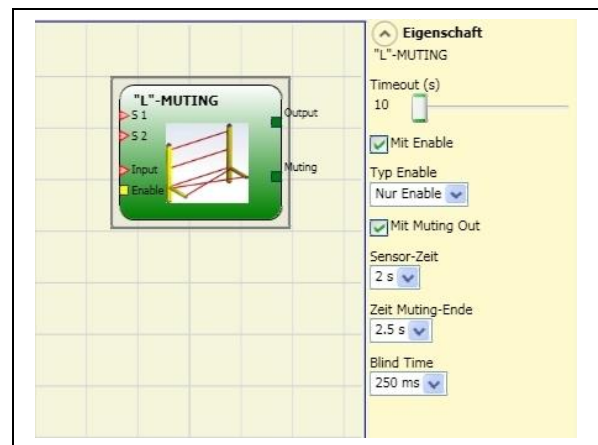 "L"-MUTING
S 1
S 2
Input
Enable
Output
Muting
Eigenschaft
"L"-MUTING
Timeout (s)
10
Mit Enable
Typ Enable
Nur Enable
Mit Muting Out
Sensor-Zeit
2 s
Zeit Muting-Ende
2.5 s
Blind Time
250 ms